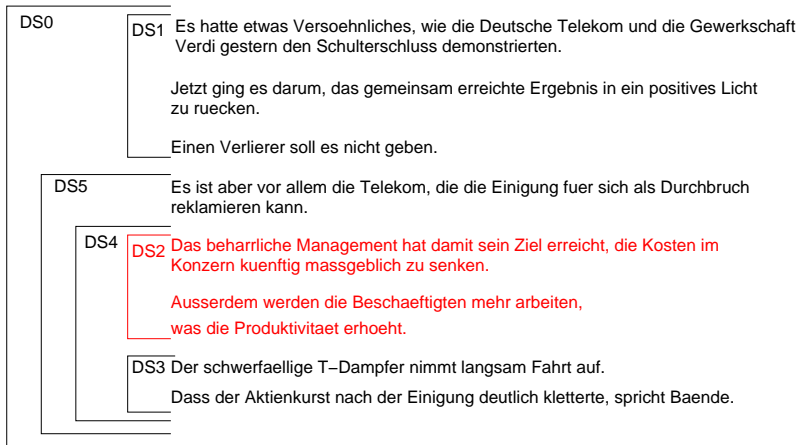 DS0
DS1 Es hatte etwas Versoehnliches, wie die Deutsche Telekom und die Gewerkschaft
Verdi gestern den Schulterschluss demonstrierten.
Jetzt ging es darum, das gemeinsam erreichte Ergebnis in ein positives Licht
zu ruecken.
Einen Verlierer soll es nicht geben.
DS5 Es ist aber vor allem die Telekom, die die Einigung fuer sich als Durchbruch
reklamieren kann.
DS4
DS2 Das beharrliche Management hat damit sein Ziel erreicht, die Kosten im
Konzern kuenftig massgeblich zu senken.
Ausserdem werden die Beschaeftigten mehr arbeiten,
was die Produktivitaet erhoeht.
DS3 Der schwerfaellige T−Dampfer nimmt langsam Fahrt auf.
Dass der Aktienkurst nach der Einigung deutlich kletterte, spricht Baende.